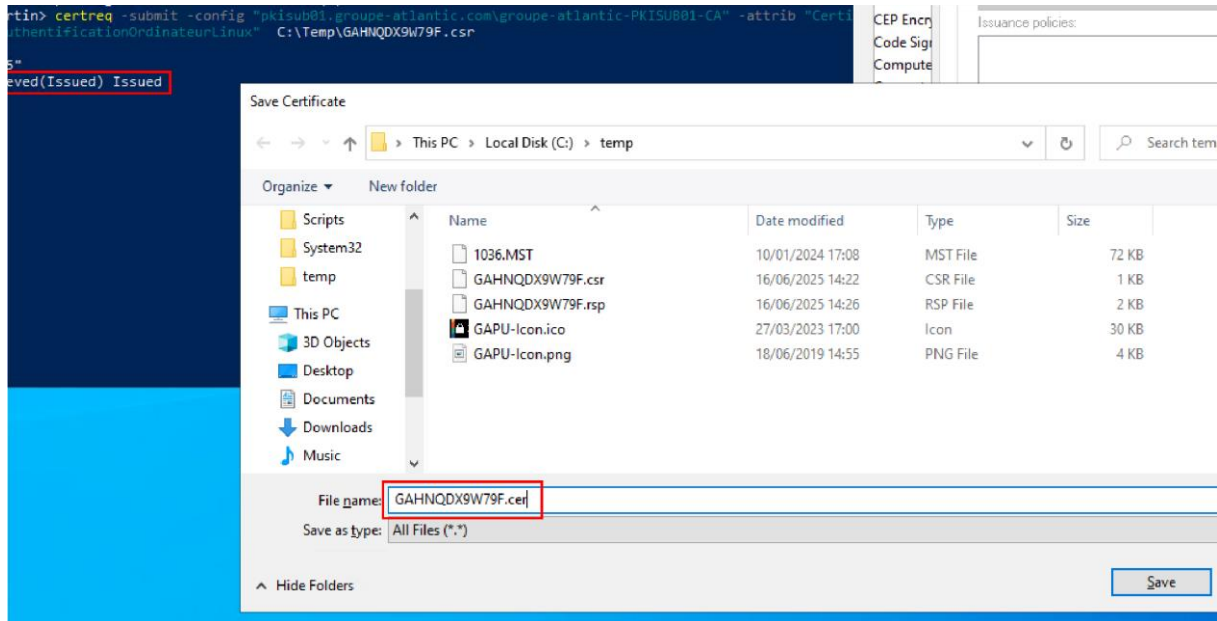 rtin> certreq -submit -config "pkisub01.groupe-atlantic.com\groupe-atlantic-PKISUB01-CA" -attrib "Certi
uthentificationOrdinateurLinux" C:\Temp\GAHNQDX9W79F.csr
eved(Issued) Issued
CEP Encry
Code Sign
Compute
Issuance policies:
Save Certificate
This PC > Local Disk (C:) > temp
Search tem
Organize
New folder
Scripts
System32
temp
This PC
3D Objects
Desktop
Documents
Downloads
Music
Name Date modified Type Size
1036.MST 10/01/2024 17:08 MST File 72 KB
GAHNQDX9W79F.csr 16/06/2025 14:22 CSR File 1 KB
GAHNQDX9W79F.rsp 16/06/2025 14:26 RSP File 2 KB
GAPU-Icon.ico 27/03/2023 17:00 Icon 30 KB
GAPU-Icon.png 18/06/2019 14:55 PNG File 4 KB
File name: GAHNQDX9W79F.cer
Save as type: All Files (*.*)
Hide Folders
Save